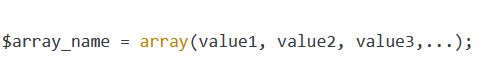 $array_name = array(value1, value2, value3,...);